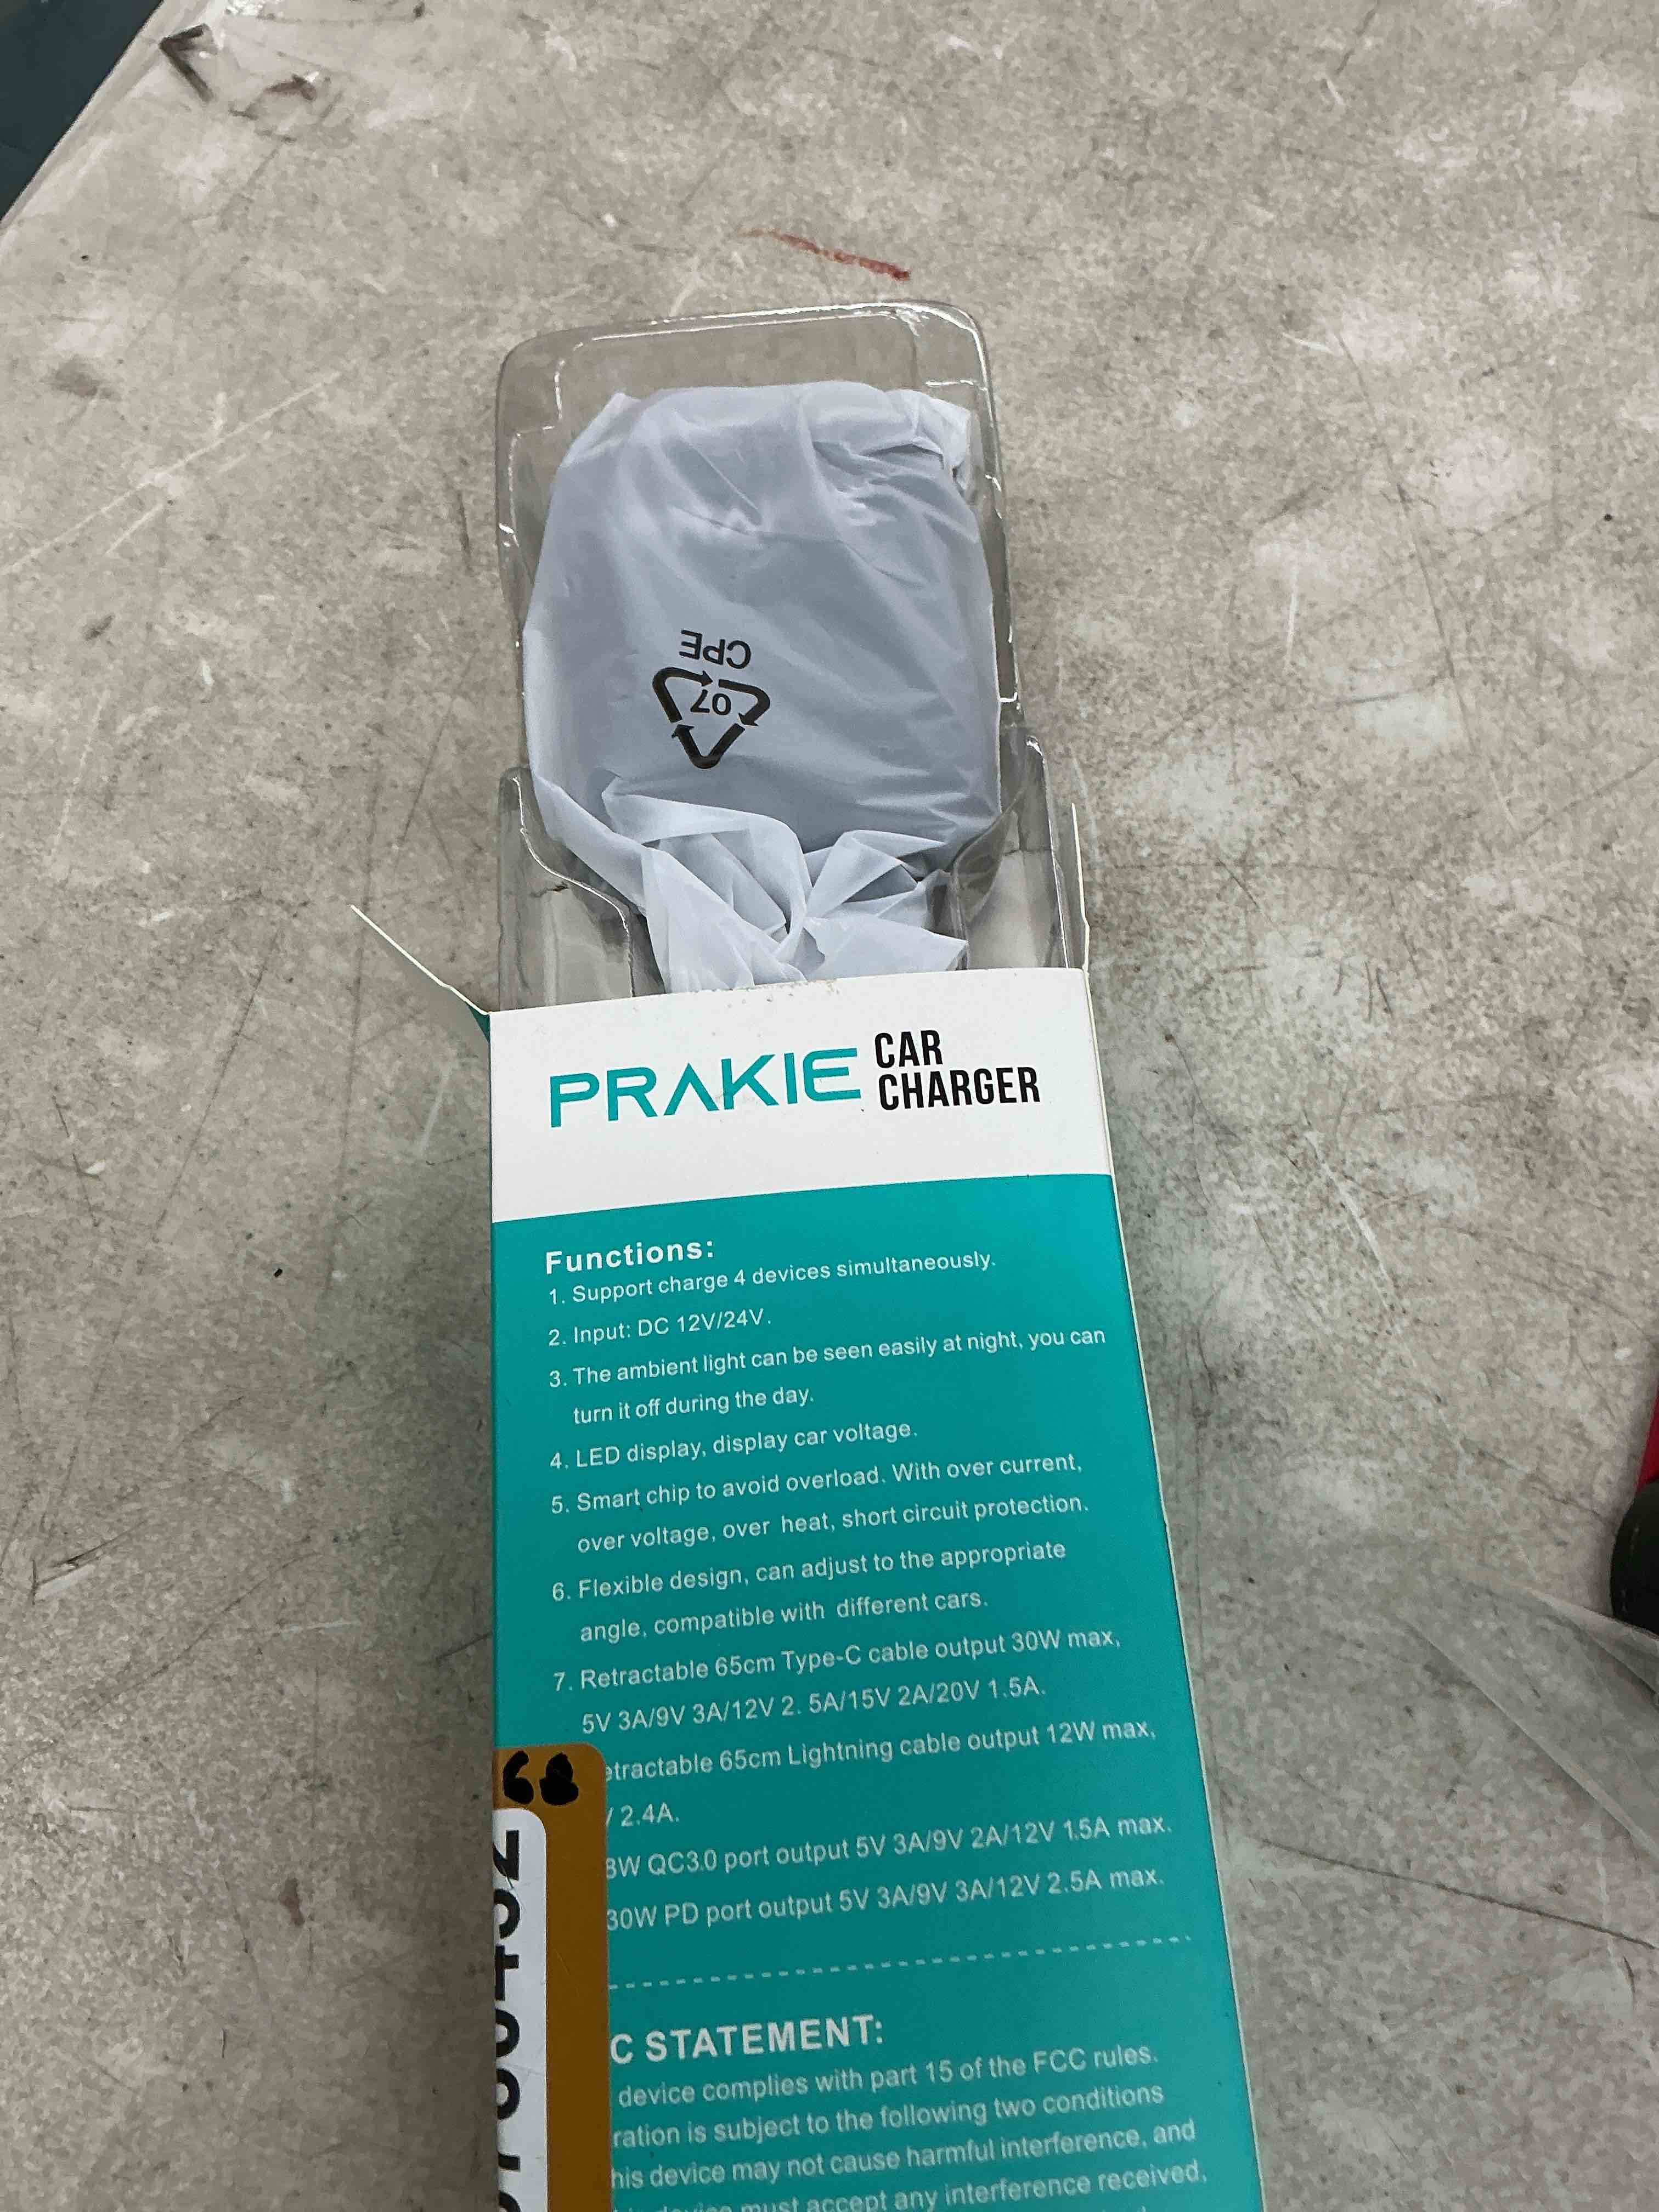 CPE
07
PRAKIE CAR
CHARGER
Functions:
1. Support charge 4 devices simultaneously.
2. Input: DC 12V/24V.
3. The ambient light can be seen easily at night, you can
turn it off during the day.
4. LED display, display car voltage.
5. Smart chip to avoid overload. With over current,
over voltage, over heat, short circuit protection.
6. Flexible design, can adjust to the appropriate
angle, compatible with different cars.
7. Retractable 65cm Type-C cable output 30W max,
5V 3A/9V 3A/12V 2. 5A/15V 2A/20V 1.5A.
etractable 65cm Lightning cable output 12W max,
/ 2.4A.
8W QC3.0 port output 5V 3A/9V 2A/12V 1.5A max.
30W PD port output 5V 3A/9V 3A/12V 2.5A max.
68
C STATEMENT:
device complies with part 15 of the FCC rules.
ration is subject to the following two conditions
his device may not cause harmful interference, and
must accept any interference received,